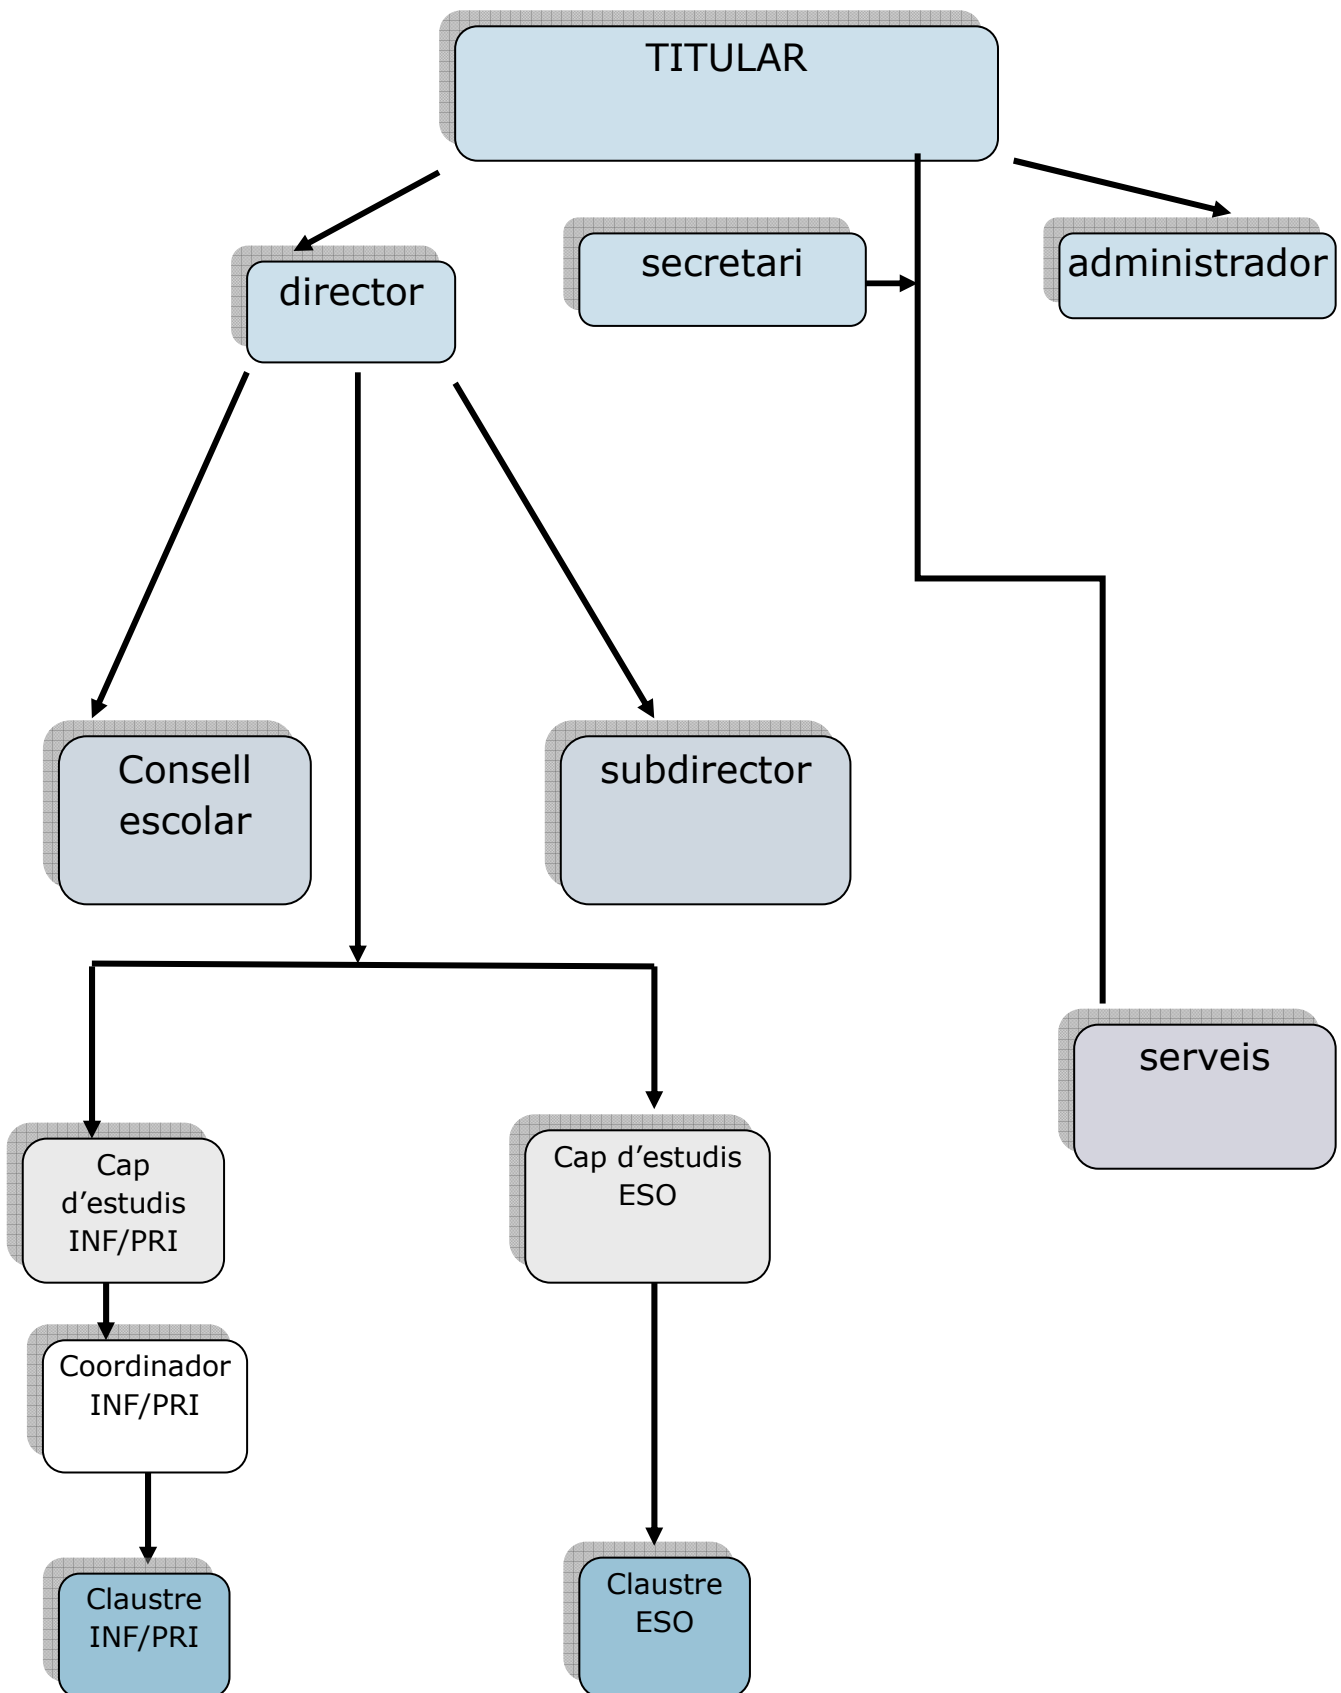 TITULAR
secretari
administrador
director
Consell
escolar
subdirector
serveis
Cap
d’estudis
INF/PRI
Cap d’estudis
ESO
Coordinador
INF/PRI
Claustre
INF/PRI
Claustre
ESO